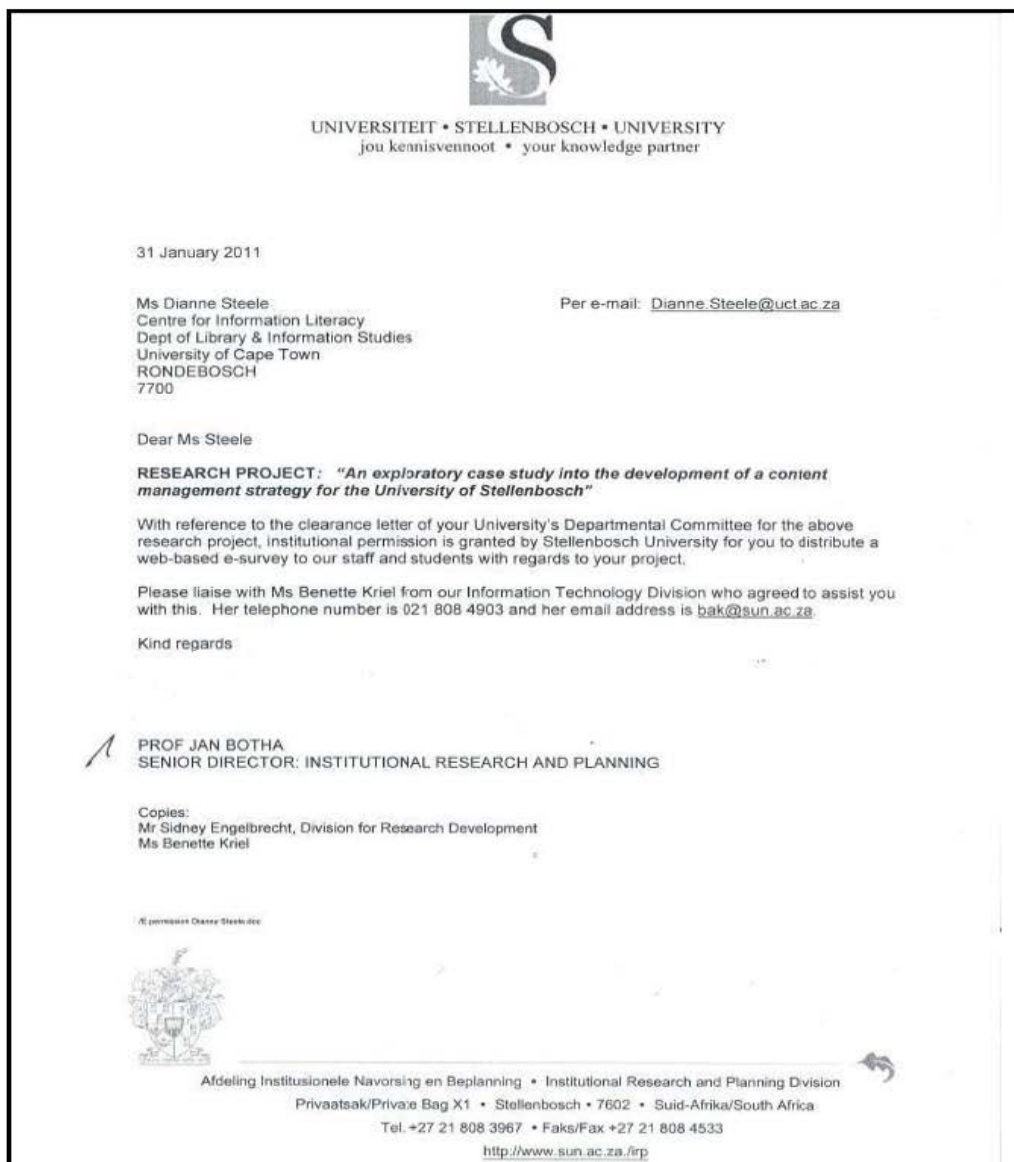 UNIVERSITEIT • STELLENBOSCH • UNIVERSITY
jou kennisvennoot • your knowledge partner
31 January 2011
Ms Dianne Steele
Per e-mail: Dianne.Steele@uct.ac.za
Centre for Information Literacy
Dept of Library & Information Studies
University of Cape Town
RONDEBOSCH
7700
Dear Ms Steele
RESEARCH PROJECT: "An exploratory case study into the development of a content
management strategy for the University of Stellenbosch"
With reference to the clearance letter of your University's Departmental Committee for the above
research project, institutional permission is granted by Stellenbosch University for you to distribute a
web-based e-survey to our staff and students with regards to your project.
Please liaise with Ms Benette Kriel from our Information Technology Division who agreed to assist you
with this. Her telephone number is 021 808 4903 and her email address is bak@sun.ac.za.
Kind regards
PROF JAN BOTHA
SENIOR DIRECTOR: INSTITUTIONAL RESEARCH AND PLANNING
Copies:
Mr Sidney Engelbrecht, Division for Research Development
Ms Benette Kriel
permission Dianne Steele.doc
Afdeling Institusionele Navorsing en Beplanning • Institutional Research and Planning Division
Privaatsak/Private Bag X1 • Stellenbosch • 7602 • Suid-Afrika/South Africa
Tel. +27 21 808 3967 • Faks/Fax +27 21 808 4533
http://www.sun.ac.za./irp